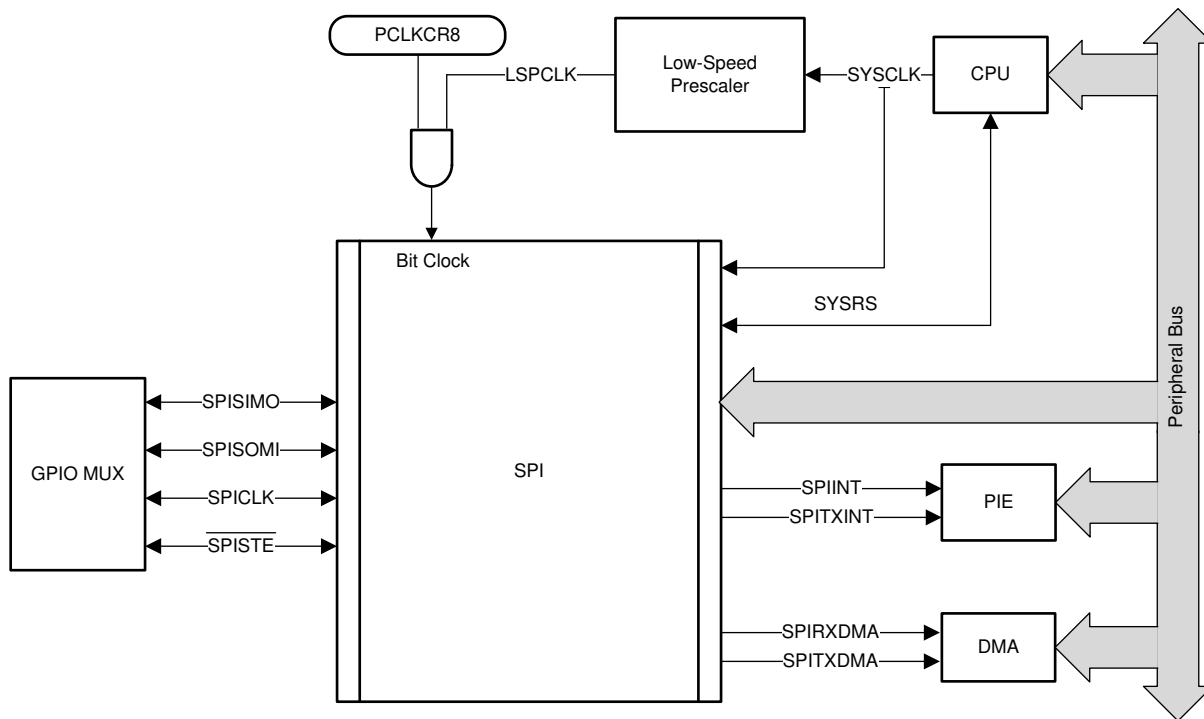 PCLKCR8
LSPCLK
Low-Speed
Prescaler
SYSCLK
CPU
Bit Clock
SYSRS
Peripheral Bus
GPIO MUX
SPISIMO
SPISOMI
SPICLK
SPISTE
SPI
SPIINT
SPITXINT
PIE
SPIRXDMA
SPITXDMA
DMA